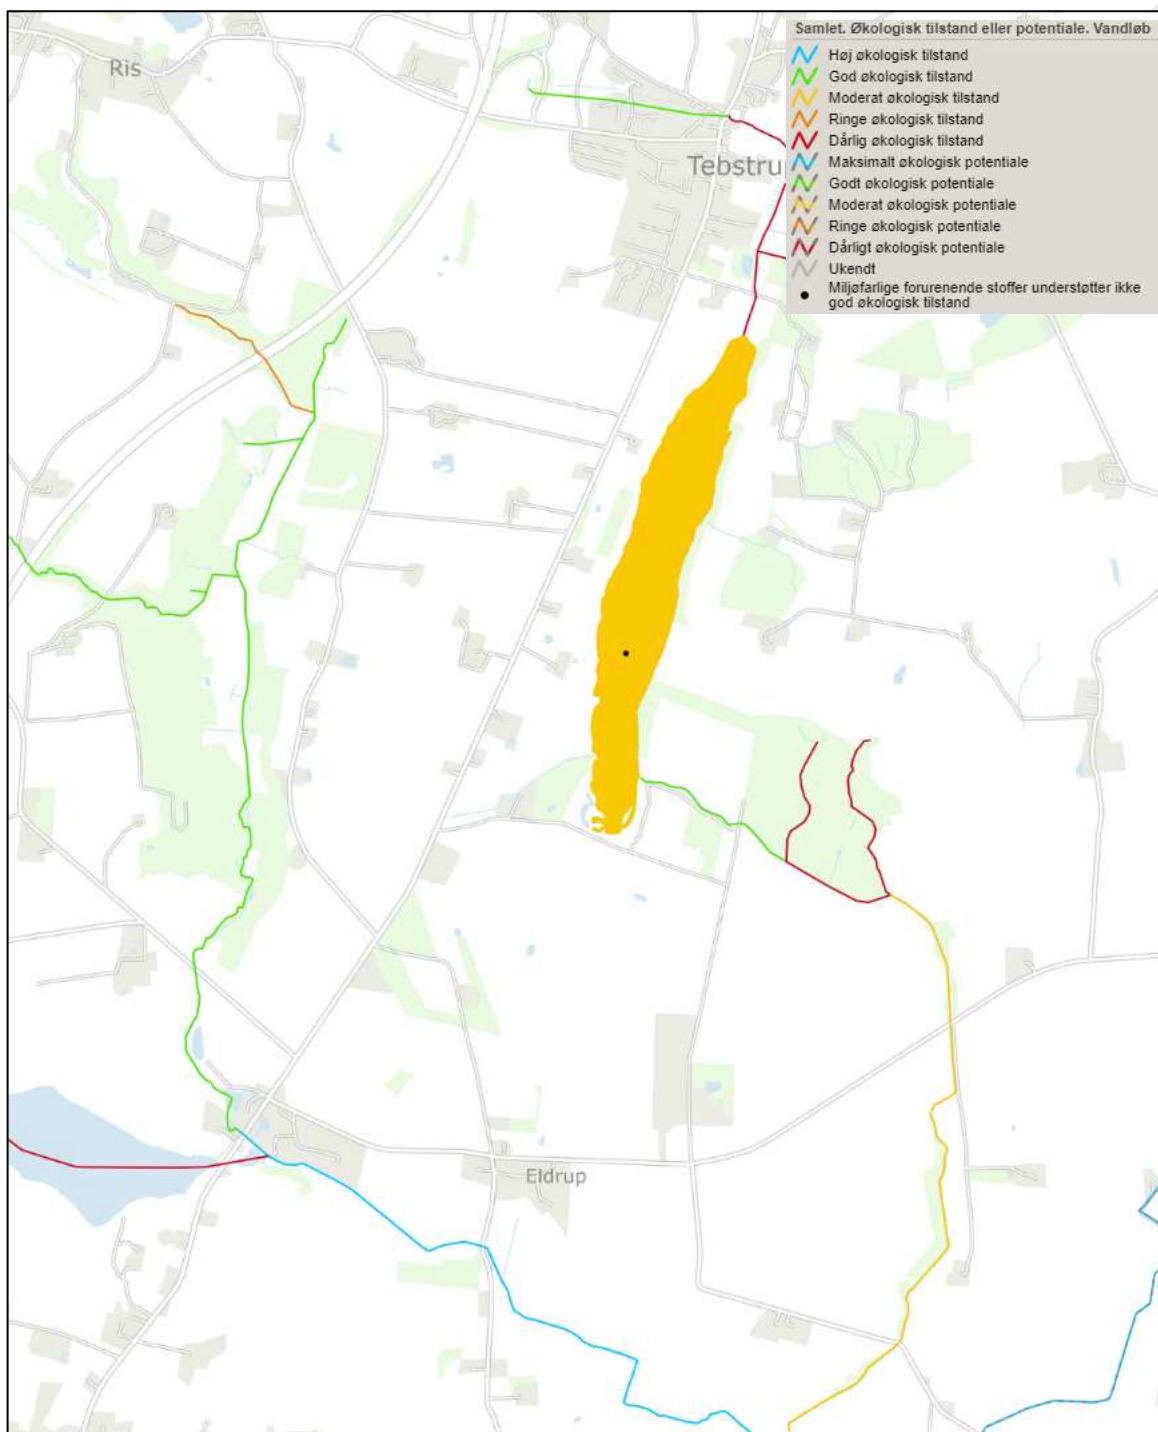 Samlet. Økologisk tilstand eller potentiale. Vandløb
Høj økologisk tilstand
God økologisk tilstand
Moderat økologisk tilstand
Ringe økologisk tilstand
Dårlig økologisk tilstand
Maksimalt økologisk potentiale
Godt økologisk potentiale
Moderat økologisk potentiale
Ringe økologisk potentiale
Dårligt økologisk potentiale
Ukendt
Miljøfarlige forurenende stoffer understøtter ikke
god økologisk tilstand
Ris
Tebstru
Eldrup